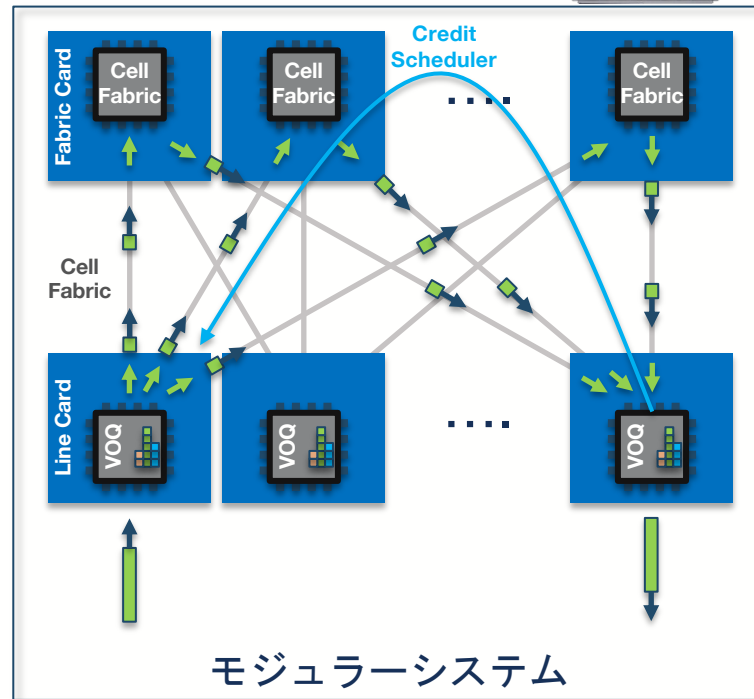 Credit
Scheduler
Fabric Card
Cell
Fabric
Cell
Fabric
....
Cell
Fabric
Cell
Fabric
Line Card
VOQ
VOQ
....
VOQ
モジュラーシステム